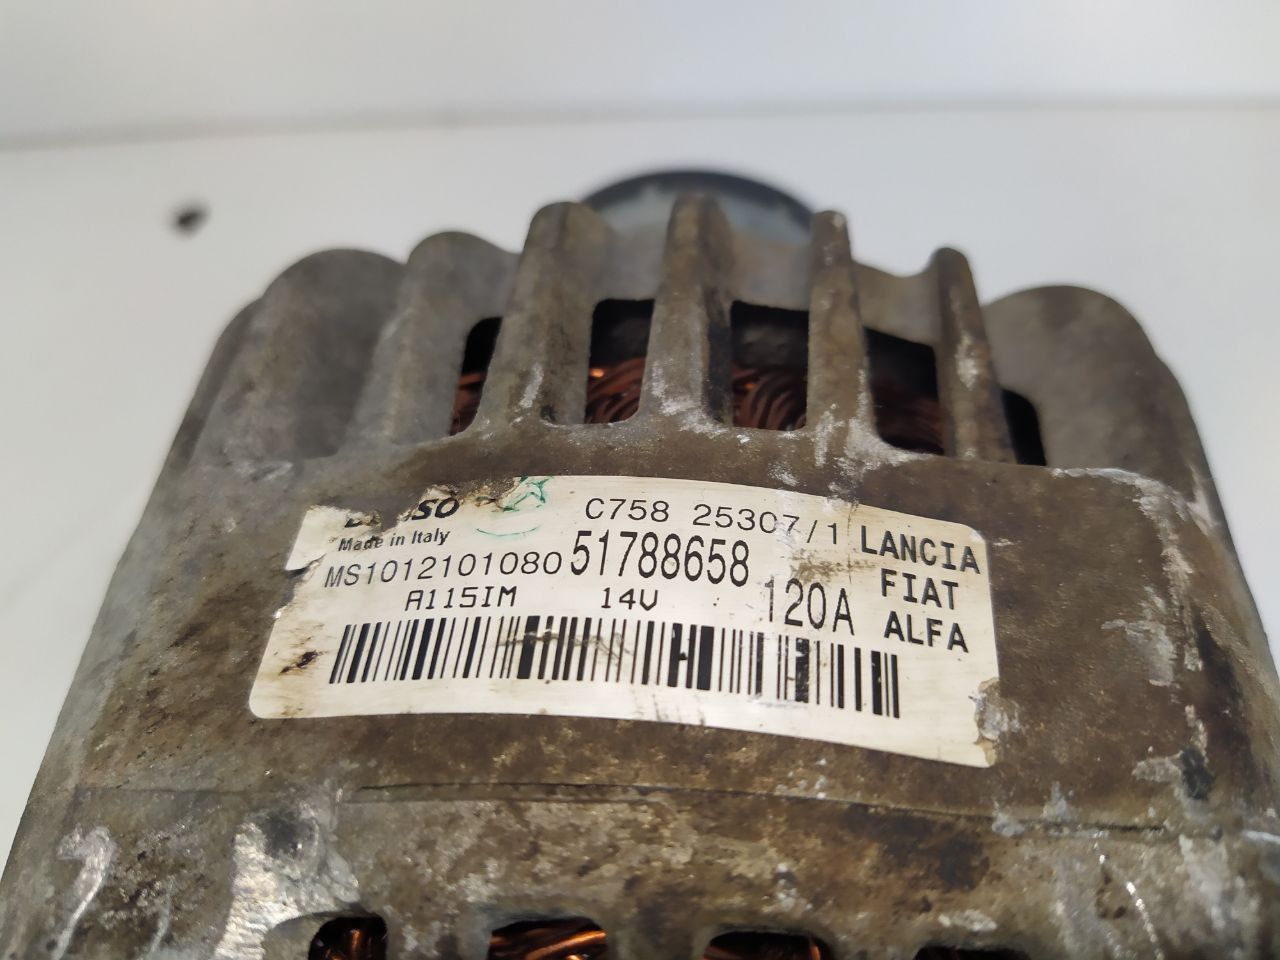 C758 25307/1
Made in Italy
MS1012101080 51788658
A115IM 14V 120A
LANCIA
FIAT
ALFA